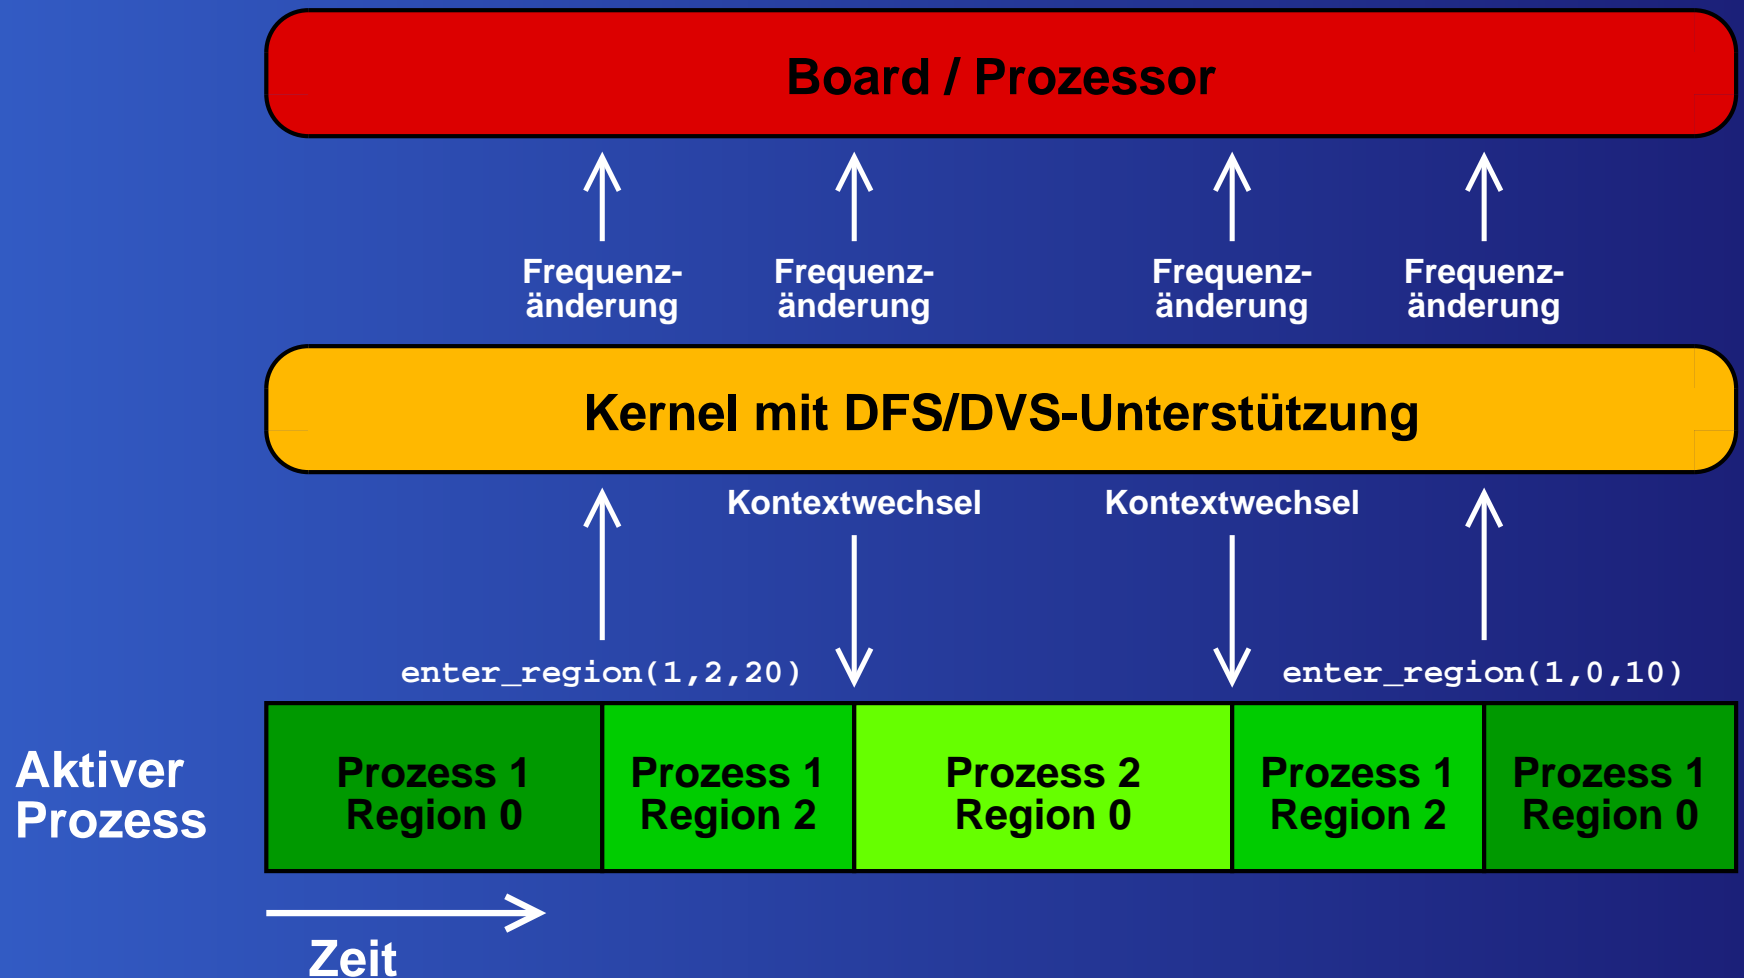 Board / Prozessor
Frequenz-
änderung
Frequenz-
änderung
Frequenz-
änderung
Frequenz-
änderung
Kernel mit DFS/DVS-Unterstützung
Kontextwechsel
Kontextwechsel
enter_region(1,2,20)
enter_region(1,0,10)
Aktiver
Prozess
Prozess 1
Region 0
Prozess 1
Region 2
Prozess 2
Region 0
Prozess 1
Region 2
Prozess 1
Region 0
Zeit